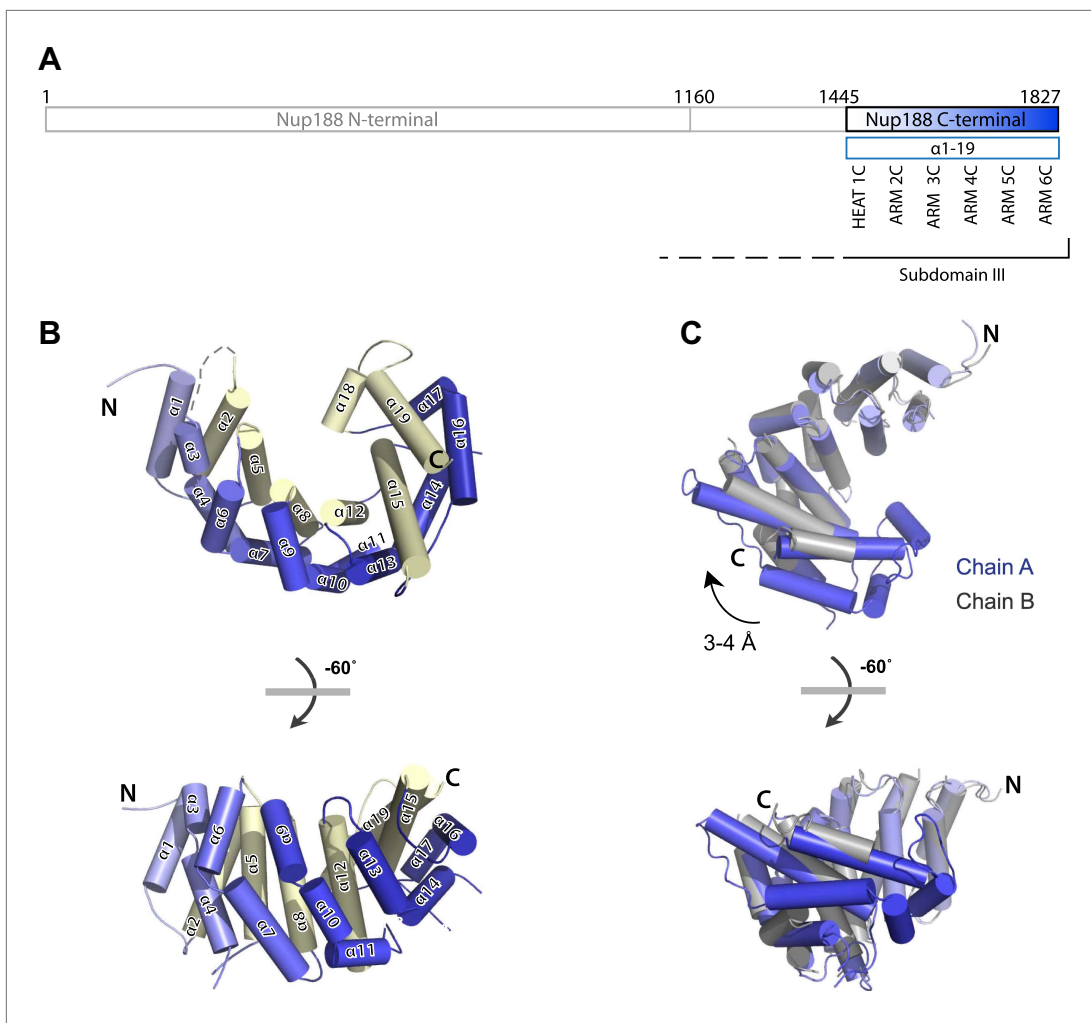 A
1 1160 1445 1827
Nup188 N-terminal Nup188 C-terminal
α1-19
HEAT 1C
ARM 2C
ARM 3C
ARM 4C
ARM 5C
ARM 6C
Subdomain III
B
N
α1
α3
α2
α4
α6
α5
α7
α9
α8
α12
α11
α10
α13
α15
α14
α18
α19
α17
α16
C
-60°
N
C
α3
α1
α6
α2
α4
α5
α9
α7
α8
α10
α12
α11
α13
α19
α15
α16
α17
α14
C
N
C
Chain A
Chain B
3-4 Å
-60°
C
N